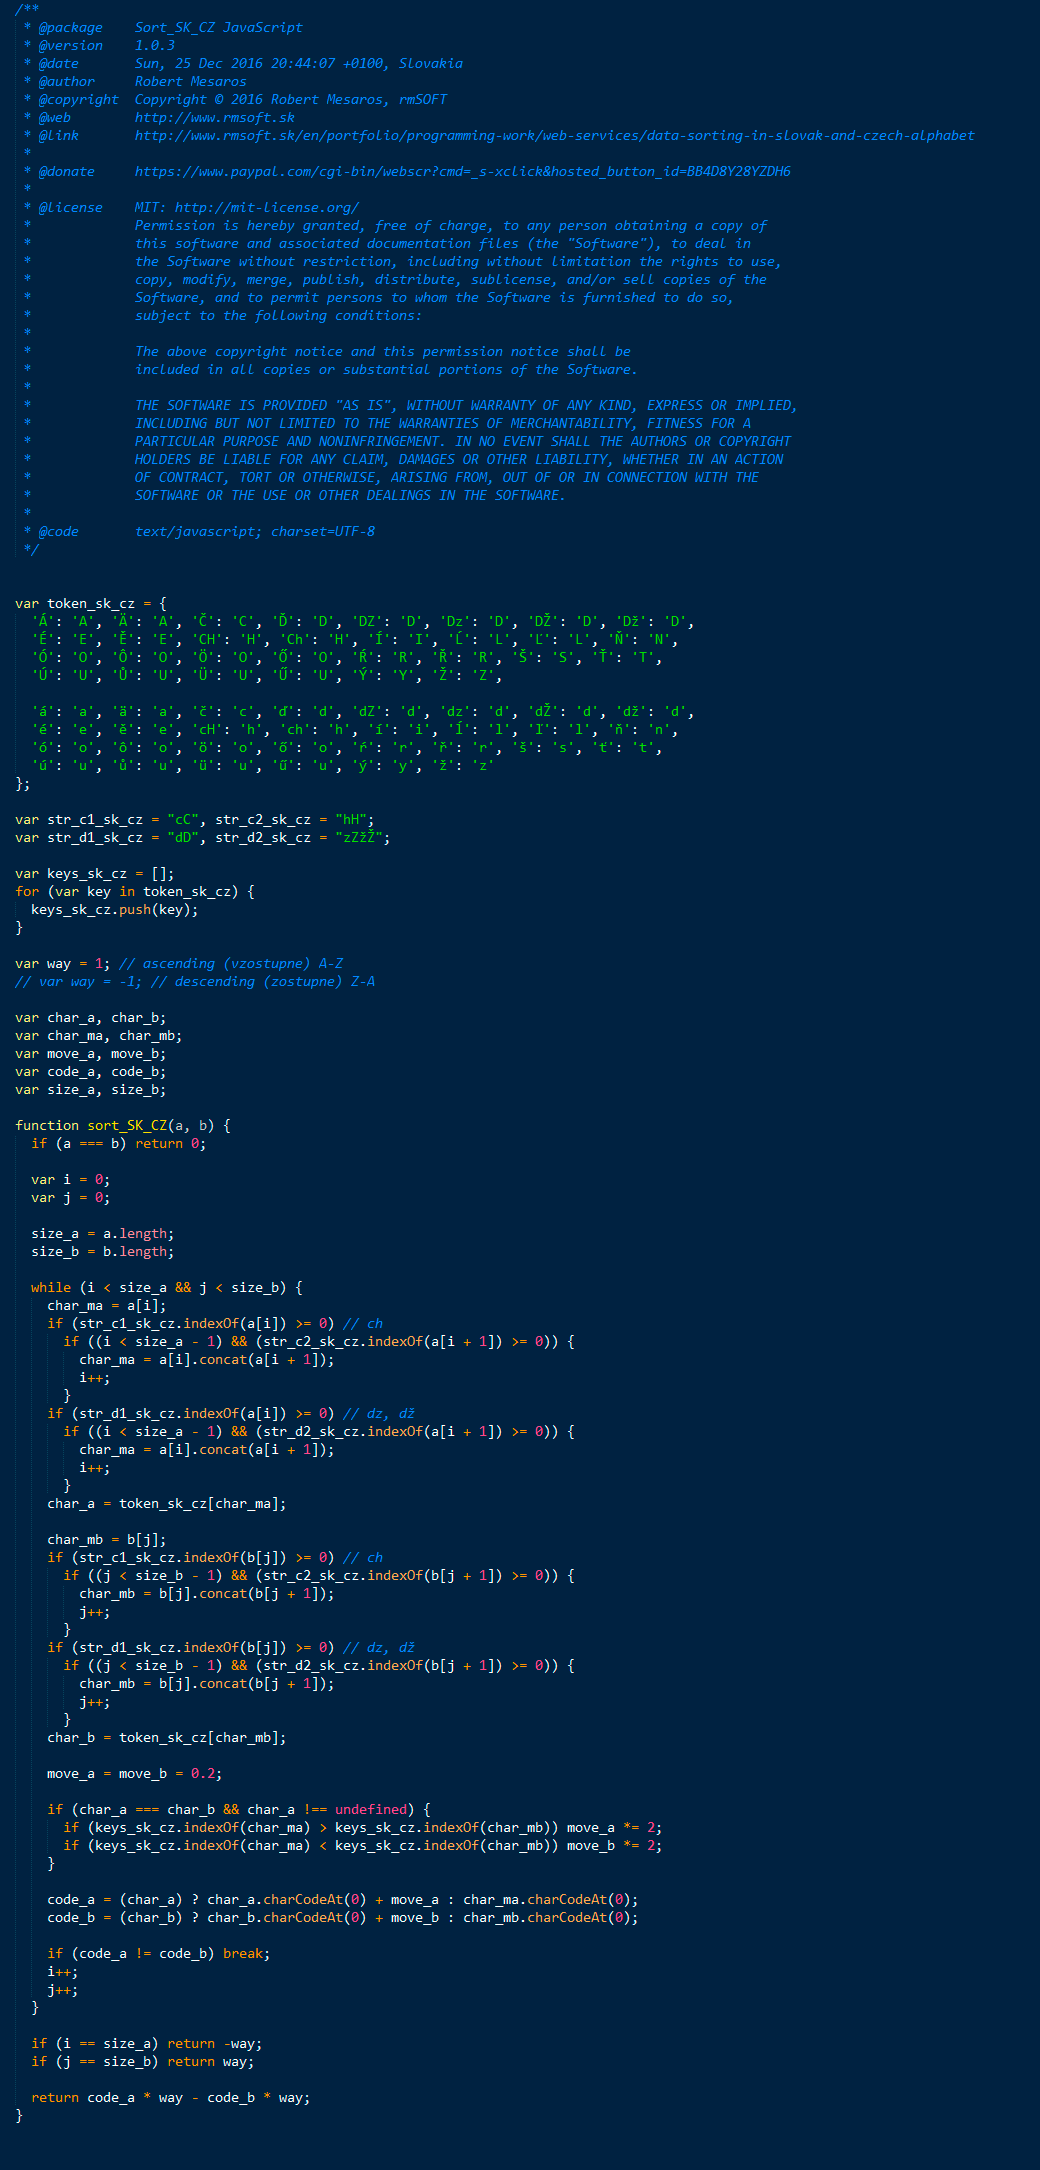 /**
 * @package    Sort_SK_CZ JavaScript
 * @version    1.0.3
 * @date       Sun, 25 Dec 2016 20:44:07 +0100, Slovakia
 * @author     Robert Mesaros
 * @copyright  Copyright © 2016 Robert Mesaros, rmSOFT
 * @web        http://www.rmsoft.sk
 * @link       http://www.rmsoft.sk/en/portfolio/programming-work/web-services/data-sorting-in-slovak-and-czech-alphabet
 *
 * @donate     https://www.paypal.com/cgi-bin/webscr?cmd=_s-xclick&hosted_button_id=BB4D8Y28YZDH6
 *
 * @license    MIT: http://mit-license.org/
 *             Permission is hereby granted, free of charge, to any person obtaining a copy of
 *             this software and associated documentation files (the "Software"), to deal in
 *             the Software without restriction, including without limitation the rights to use,
 *             copy, modify, merge, publish, distribute, sublicense, and/or sell copies of the
 *             Software, and to permit persons to whom the Software is furnished to do so,
 *             subject to the following conditions:
 *
 *             The above copyright notice and this permission notice shall be
 *             included in all copies or substantial portions of the Software.
 *
 *             THE SOFTWARE IS PROVIDED "AS IS", WITHOUT WARRANTY OF ANY KIND, EXPRESS OR IMPLIED,
 *             INCLUDING BUT NOT LIMITED TO THE WARRANTIES OF MERCHANTABILITY, FITNESS FOR A
 *             PARTICULAR PURPOSE AND NONINFRINGEMENT. IN NO EVENT SHALL THE AUTHORS OR COPYRIGHT
 *             HOLDERS BE LIABLE FOR ANY CLAIM, DAMAGES OR OTHER LIABILITY, WHETHER IN AN ACTION
 *             OF CONTRACT, TORT OR OTHERWISE, ARISING FROM, OUT OF OR IN CONNECTION WITH THE
 *             SOFTWARE OR THE USE OR OTHER DEALINGS IN THE SOFTWARE.
 *
 * @code       text/javascript; charset=UTF-8
 */

var token_sk_cz = {
  'Á': 'A', 'Ä': 'A', 'Č': 'C', 'Ď': 'D', 'DZ': 'D', 'Dz': 'D', 'DŽ': 'D', 'Dž': 'D',
  'É': 'E', 'Ě': 'E', 'CH': 'H', 'Ch': 'H', 'Í': 'I', 'Ĺ': 'L', 'Ľ': 'L', 'Ň': 'N',
  'Ó': 'O', 'Ô': 'O', 'Ö': 'O', 'Ő': 'O', 'Ŕ': 'R', 'Ř': 'R', 'Š': 'S', 'Ť': 'T',
  'Ú': 'U', 'Ů': 'U', 'Ü': 'U', 'Ű': 'U', 'Ý': 'Y', 'Ž': 'Z',

  'á': 'a', 'ä': 'a', 'č': 'c', 'ď': 'd', 'dZ': 'd', 'dz': 'd', 'dŽ': 'd', 'dž': 'd',
  'é': 'e', 'ě': 'e', 'cH': 'h', 'ch': 'h', 'í': 'i', 'ĺ': 'l', 'ľ': 'l', 'ň': 'n',
  'ó': 'o', 'ô': 'o', 'ö': 'o', 'ő': 'o', 'ŕ': 'r', 'ř': 'r', 'š': 's', 'ť': 't',
  'ú': 'u', 'ů': 'u', 'ü': 'u', 'ű': 'u', 'ý': 'y', 'ž': 'z'
};

var str_c1_sk_cz = "cC", str_c2_sk_cz = "hH";
var str_d1_sk_cz = "dD", str_d2_sk_cz = "zZžŽ";

var keys_sk_cz = [];
for (var key in token_sk_cz) {
  keys_sk_cz.push(key);
}

var way = 1; // ascending (vzostupne) A-Z
// var way = -1; // descending (zostupne) Z-A

var char_a, char_b;
var char_ma, char_mb;
var move_a, move_b;
var code_a, code_b;
var size_a, size_b;

function sort_SK_CZ(a, b) {
  if (a === b) return 0;

  var i = 0;
  var j = 0;

  size_a = a.length;
  size_b = b.length;

  while (i < size_a && j < size_b) {
    char_ma = a[i];
    if (str_c1_sk_cz.indexOf(a[i]) >= 0) // ch
      if ((i < size_a - 1) && (str_c2_sk_cz.indexOf(a[i + 1]) >= 0)) {
        char_ma = a[i].concat(a[i + 1]);
        i++;
      }
    if (str_d1_sk_cz.indexOf(a[i]) >= 0) // dz, dž
      if ((i < size_a - 1) && (str_d2_sk_cz.indexOf(a[i + 1]) >= 0)) {
        char_ma = a[i].concat(a[i + 1]);
        i++;
      }
    char_a = token_sk_cz[char_ma];

    char_mb = b[j];
    if (str_c1_sk_cz.indexOf(b[j]) >= 0) // ch
      if ((j < size_b - 1) && (str_c2_sk_cz.indexOf(b[j + 1]) >= 0)) {
        char_mb = b[j].concat(b[j + 1]);
        j++;
      }
    if (str_d1_sk_cz.indexOf(b[j]) >= 0) // dz, dž
      if ((j < size_b - 1) && (str_d2_sk_cz.indexOf(b[j + 1]) >= 0)) {
        char_mb = b[j].concat(b[j + 1]);
        j++;
      }
    char_b = token_sk_cz[char_mb];

    move_a = move_b = 0.2;

    if (char_a === char_b && char_a !== undefined) {
      if (keys_sk_cz.indexOf(char_ma) > keys_sk_cz.indexOf(char_mb)) move_a *= 2;
      if (keys_sk_cz.indexOf(char_ma) < keys_sk_cz.indexOf(char_mb)) move_b *= 2;
    }

    code_a = (char_a) ? char_a.charCodeAt(0) + move_a : char_ma.charCodeAt(0);
    code_b = (char_b) ? char_b.charCodeAt(0) + move_b : char_mb.charCodeAt(0);

    if (code_a != code_b) break;
    i++;
    j++;
  }

  if (i == size_a) return -way;
  if (j == size_b) return way;

  return code_a * way - code_b * way;
}